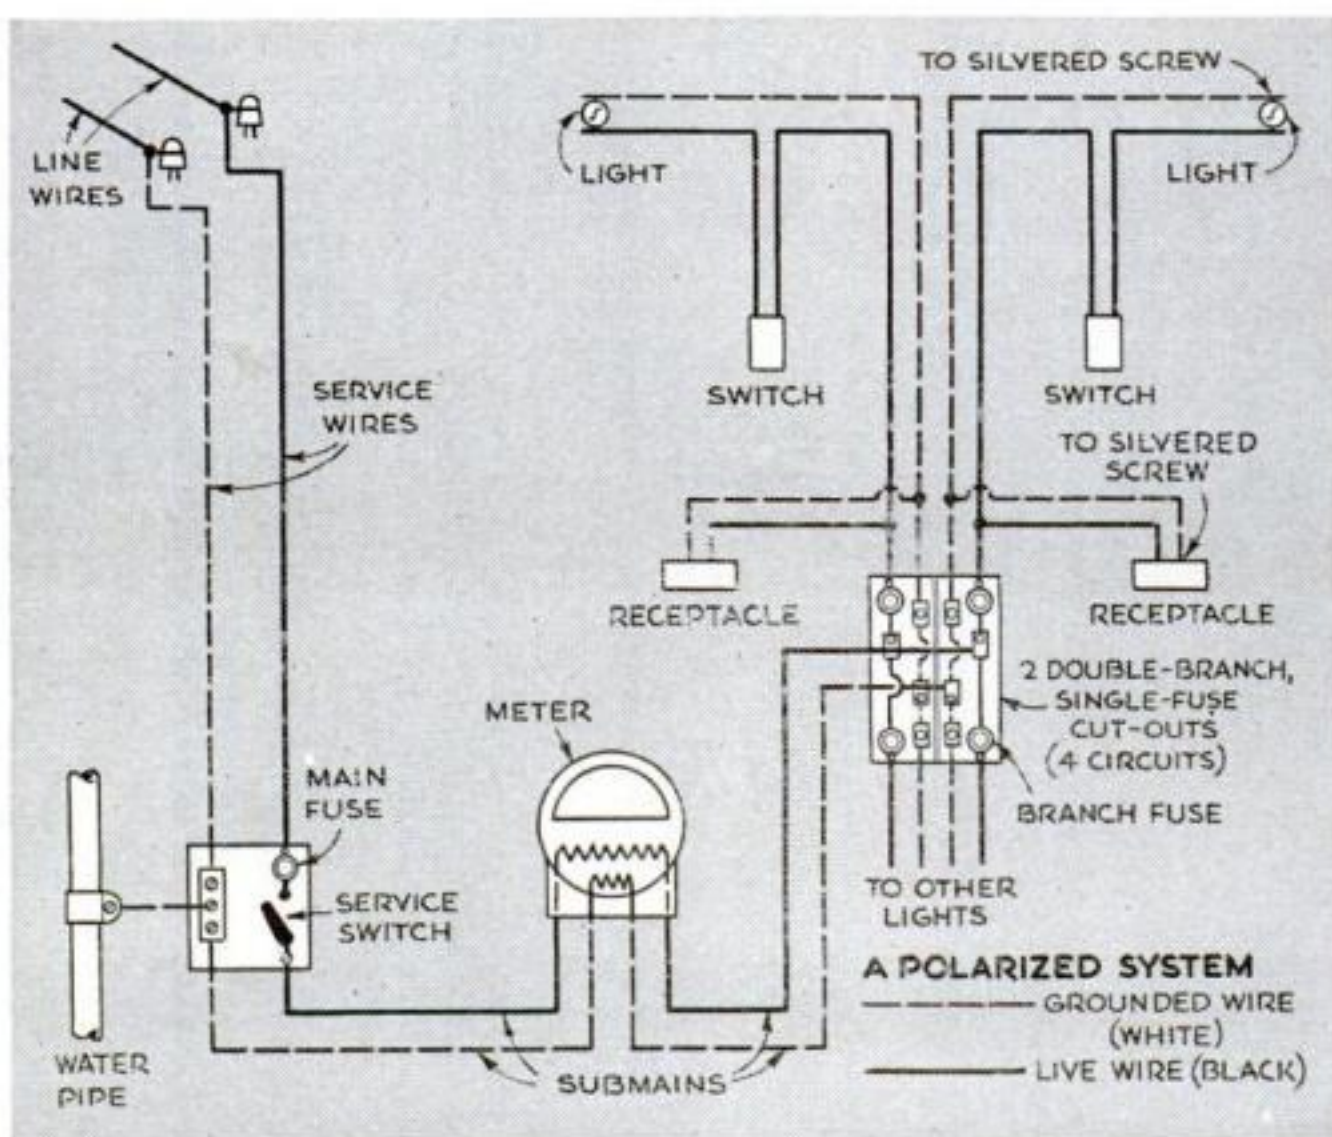 TO SILVERED SCREW
LINE
WIRES
LIGHT
LIGHT
SERVICE
WIRES
SWITCH
SWITCH
TO SILVERED
SCREW
RECEPTACLE
RECEPTACLE
2 DOUBLE-BRANCH,
SINGLE-FUSE
CUT-OUTS
(4 CIRCUITS)
METER
MAIN
FUSE
BRANCH FUSE
SERVICE
SWITCH
TO OTHER
LIGHTS
A POLARIZED SYSTEM
GROUNDED WIRE
(WHITE)
LIVE WIRE (BLACK)
WATER
PIPE
SUBMAINS